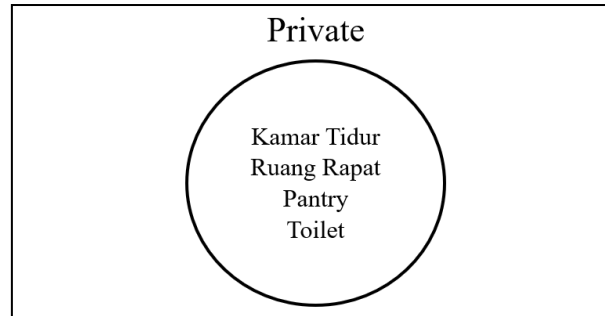 Private
Kamar Tidur
Ruang Rapat
Pantry
Toilet